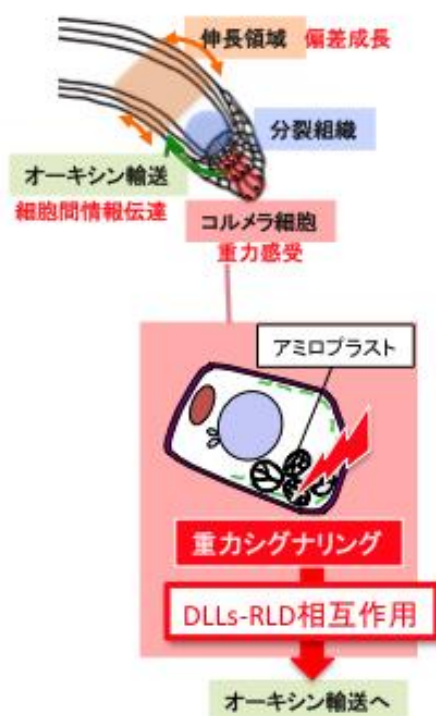 伸長領域 偏差成長
分裂組織
オーキシン輸送
細胞間情報伝達
コルメラ細胞
重力感受
アミロプラスト
重力シグナリング
DLLs-RLD相互作用
オーキシン輸送へ